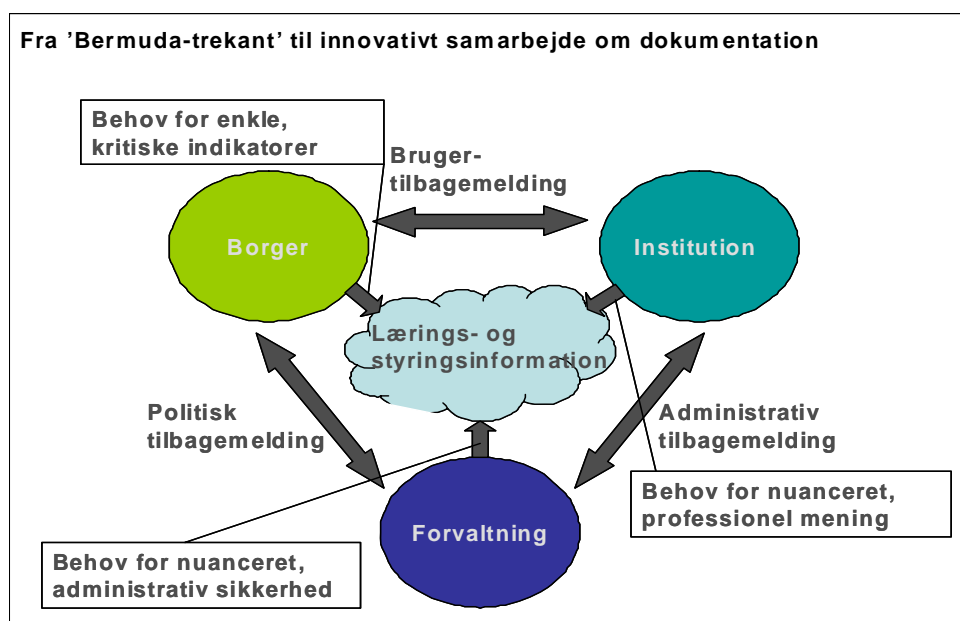 Fra ’Bermuda-trekant’ til innovativt samarbejde om dokumentation
Behov for enkle,
kritiske indikatorer
Bruger-
tilbagemelding
Borger
Institution
Lærings- og
styringsinformation
Politisk
tilbagemelding
Administrativ
tilbagemelding
Behov for nuanceret,
professionel mening
Forvaltning
Behov for nuanceret,
administrativ sikkerhed